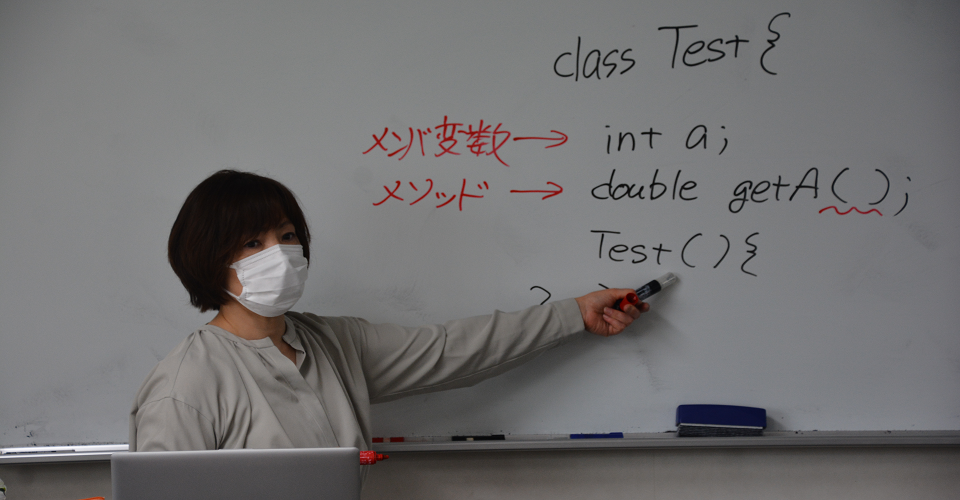 class Test {
メンバ変数 → int a;
メソッド → double getA();
Test(){
}